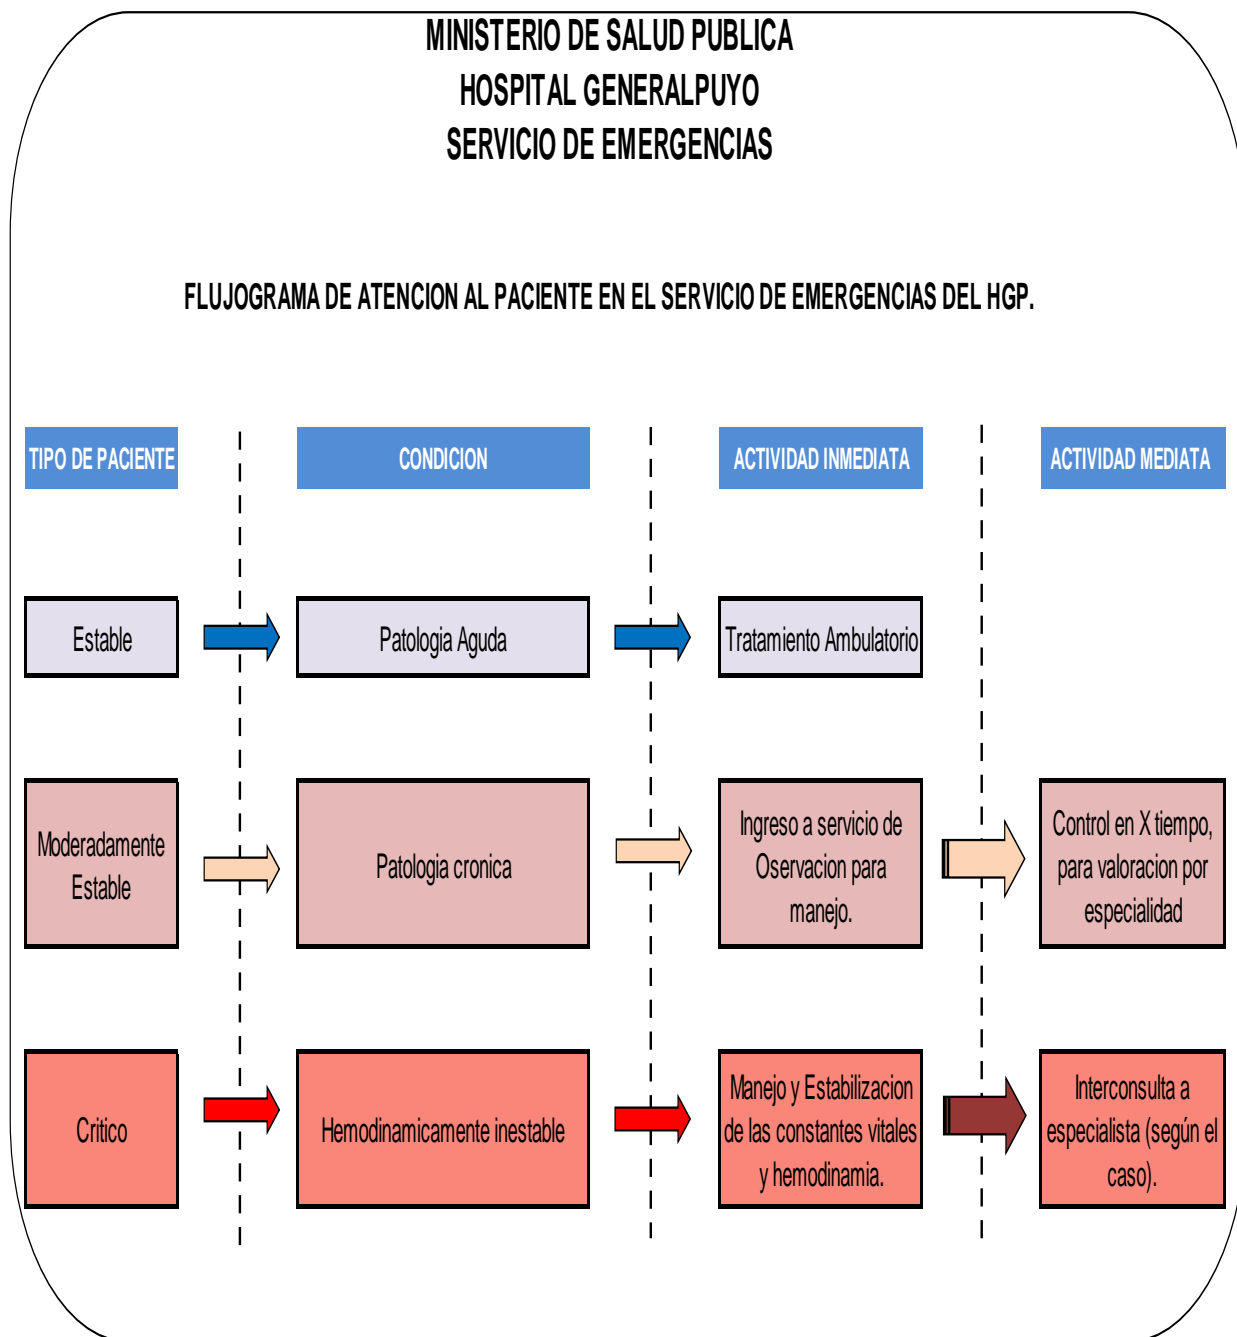 MINISTERIO DE SALUD PUBLICA
HOSPITAL GENERALPUYO
SERVICIO DE EMERGENCIAS
FLUJOGRAMA DE ATENCION AL PACIENTE EN EL SERVICIO DE EMERGENCIAS DEL HGP.
TIPO DE PACIENTE
CONDICION
ACTIVIDAD INMEDIATA
ACTIVIDAD MEDIATA
Estable
Patologia Aguda
Tratamiento Ambulatorio
Moderadamente
Estable
Patologia cronica
Ingreso a servicio de
Oservacion para
manejo.
Control en X tiempo,
para valoracion por
especialidad
Critico
Hemodinamicamente inestable
Manejo y Estabilizacion
de las constantes vitales
y hemodinamia.
Interconsulta a
especialista (según el
caso).